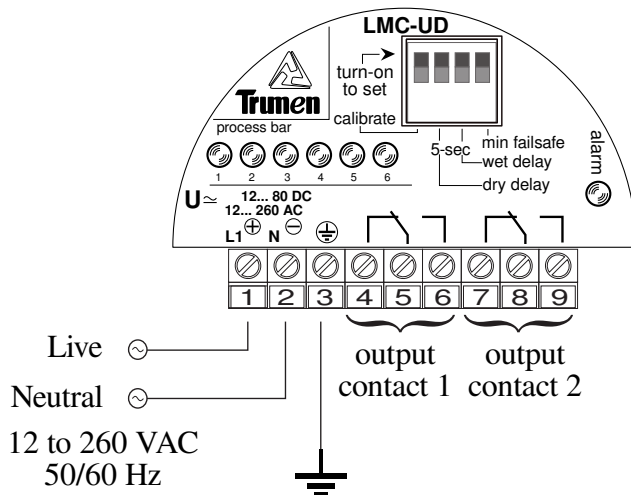 LMC-UD
turn-on
to set
Trumen
process bar
calibrate
5-sec
min failsafe
wet delay
dry delay
alarm
1 2 3 4 5 6
U≃ 12... 80 DC
12... 260 AC
L1 + N −
1 2 3 4 5 6 7 8 9
Live
Neutral
12 to 260 VAC
50/60 Hz
output
contact 1
output
contact 2